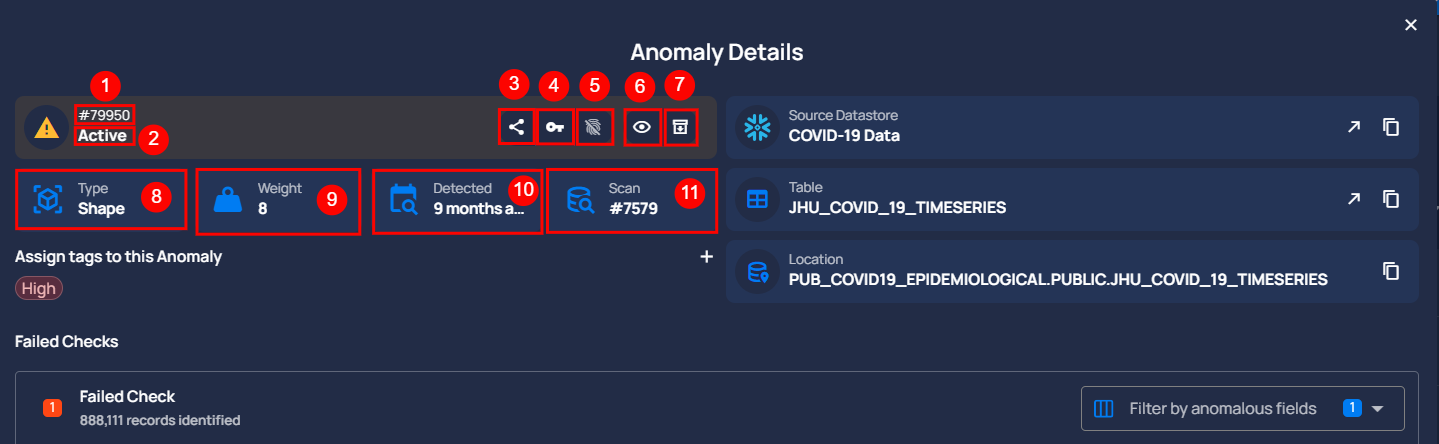 Anomaly Details
1
3
4
5
6
7
#79950
Active
2
Source Datastore
COVID-19 Data
Type
Shape
8
Weight
8
9
Detected
9 months a...
10
Scan
#7579
11
Table
JHU_COVID_19_TIMESERIES
Assign tags to this Anomaly
High
Location
PUB_COVID19_EPIDEMIOLOGICAL.PUBLIC.JHU_COVID_19_TIMESERIES
Failed Checks
1
Failed Check
888,111 records identified
Filter by anomalous fields
1